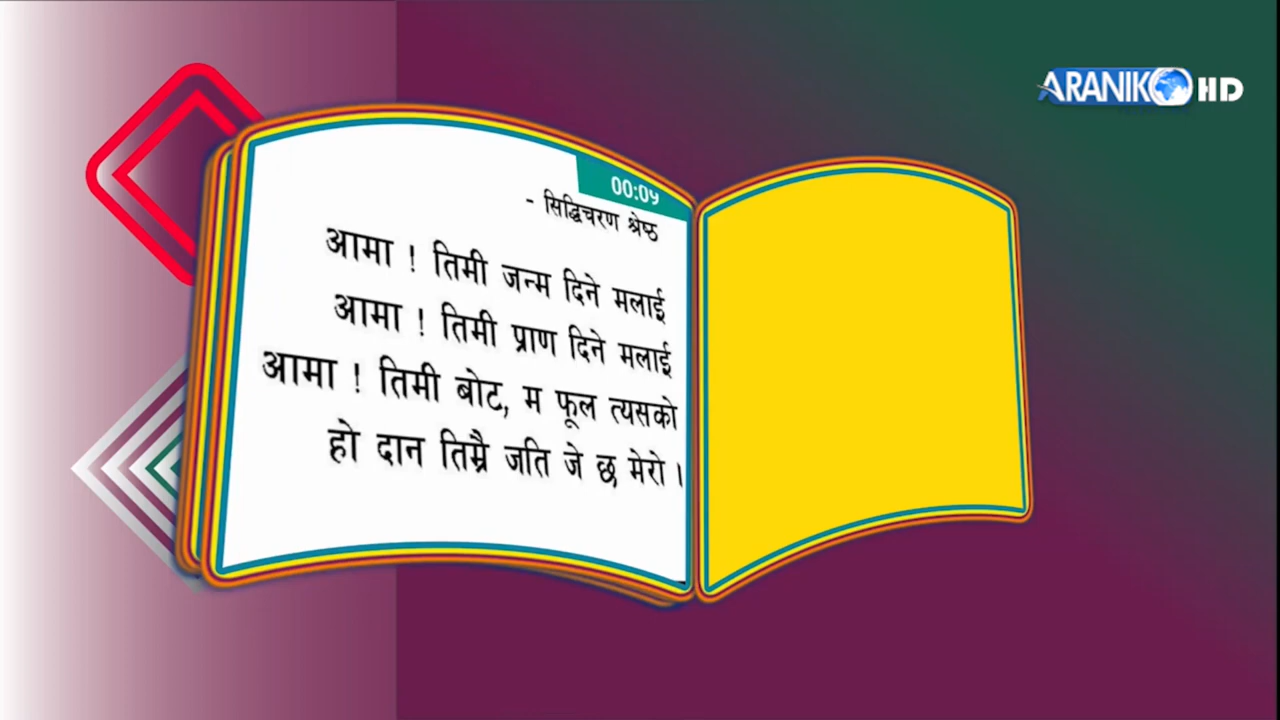 ARANIKO HD
00:09
- सिद्धिचरण श्रेष्ठ
आमा ! तिमी जन्म दिने मलाई
आमा ! तिमी प्राण दिने मलाई
आमा ! तिमी बोट, म फूल त्यसको
हो दान तिम्रै जति जे छ मेरो ।